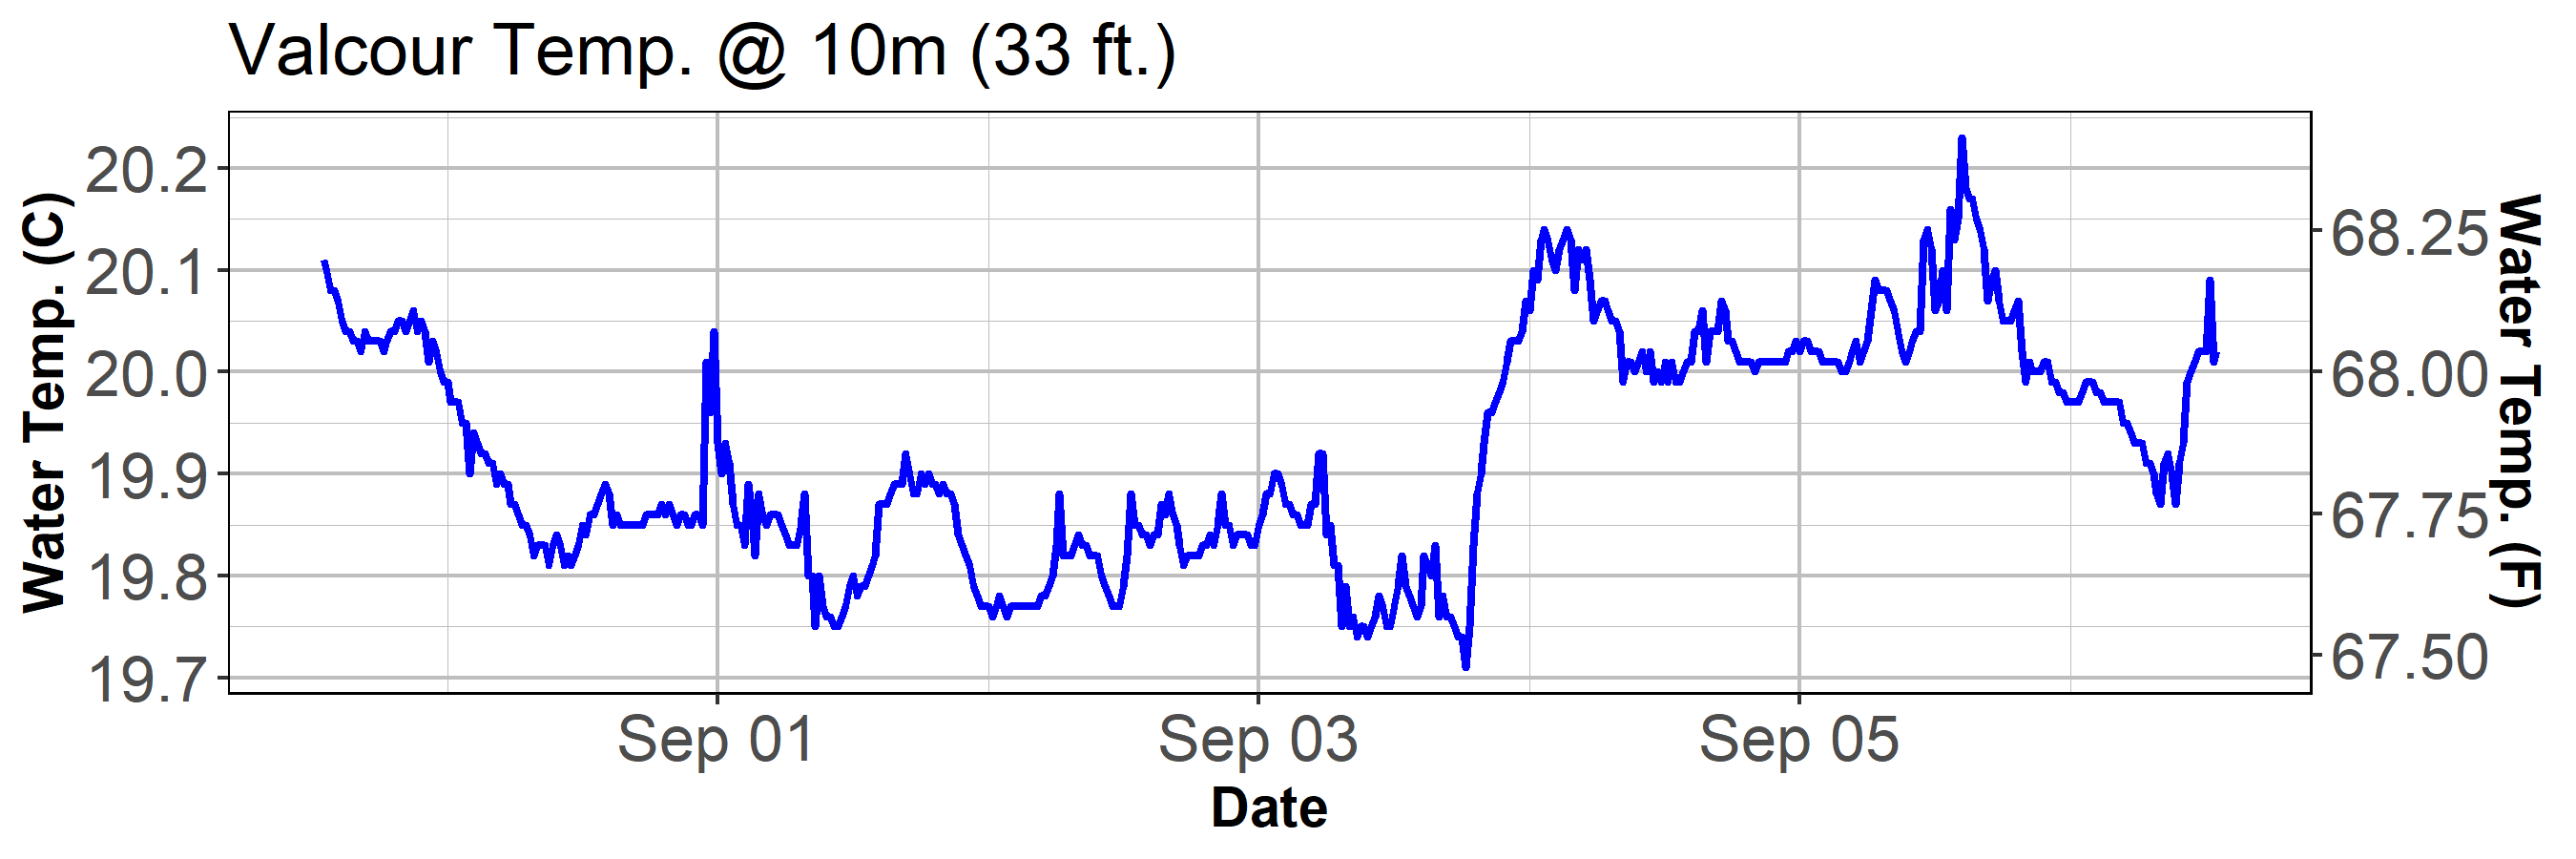 Valcour Temp. @ 10m (33 ft.)
Water Temp. (C)
20.2
20.1
20.0
19.9
19.8
19.7
68.25
68.00
67.75
67.50
Water Temp. (F)
Sep 01
Sep 03
Sep 05
Date